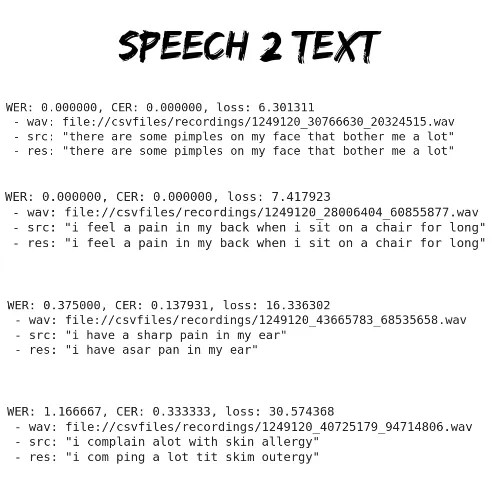 SPEECH 2 TEXT
WER: 0.000000, CER: 0.000000, loss: 6.301311
- wav: file://csvfiles/recordings/1249120_30766630_20324515.wav
- src: "there are some pimples on my face that bother me a lot"
- res: "there are some pimples on my face that bother me a lot"
WER: 0.000000, CER: 0.000000, loss: 7.417923
- wav: file://csvfiles/recordings/1249120_28006404_60855877.wav
- src: "i feel a pain in my back when i sit on a chair for long"
- res: "i feel a pain in my back when i sit on a chair for long"
WER: 0.375000, CER: 0.137931, loss: 16.336302
- wav: file://csvfiles/recordings/1249120_43665783_68535658.wav
- src: "i have a sharp pain in my ear"
- res: "i have asar pan in my ear"
WER: 1.166667, CER: 0.333333, loss: 30.574368
- wav: file://csvfiles/recordings/1249120_40725179_94714806.wav
- src: "i complain alot with skin allergy"
- res: "i com ping a lot tit skim outergy"